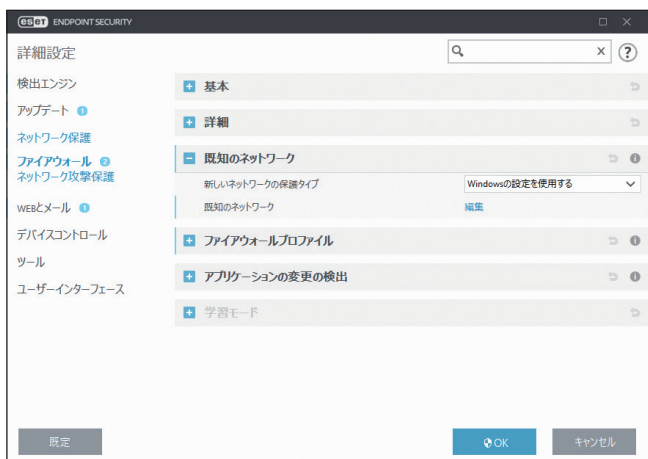 eset ENDPOINT SECURITY
詳細設定
検出エンジン
アップデート 1
ネットワーク保護
ファイアウォール 2
ネットワーク攻撃保護
WEBとメール 1
デバイスコントロール
ツール
ユーザーインターフェース
基本
詳細
既知のネットワーク
新しいネットワークの保護タイプ Windowsの設定を使用する
既知のネットワーク 編集
ファイアウォールプロファイル
アプリケーションの変更の検出
学習モード
既定 OK キャンセル